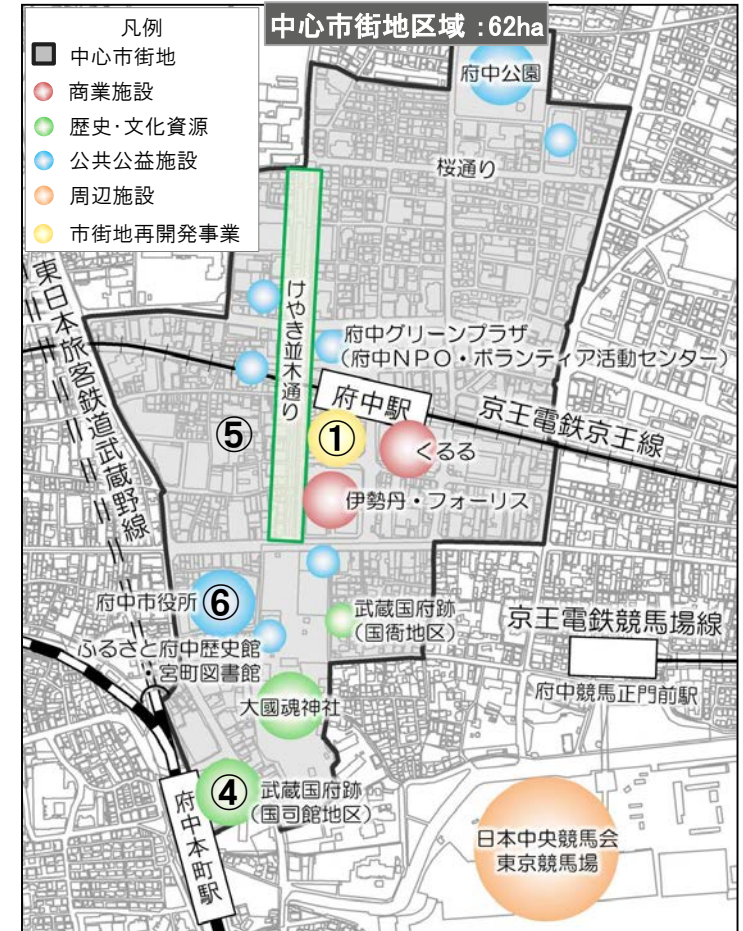 中心市街地区域 :62ha
凡例
中心市街地
商業施設
歴史・文化資源
公共公益施設
周辺施設
市街地再開発事業
府中公園
桜通り
東日本旅客鉄道武蔵野線
けやき並木通り
府中グリーンプラザ
(府中NPO・ボランティア活動センター)
府中駅
京王電鉄京王線
⑤
①
くるる
伊勢丹・フォーリス
府中市役所
⑥
武蔵国府跡
(国衙地区)
京王電鉄競馬場線
ふるさと府中歴史館
宮町図書館
府中競馬正門前駅
大國魂神社
④
武蔵国府跡
(国司館地区)
府中本町駅
日本中央競馬会
東京競馬場